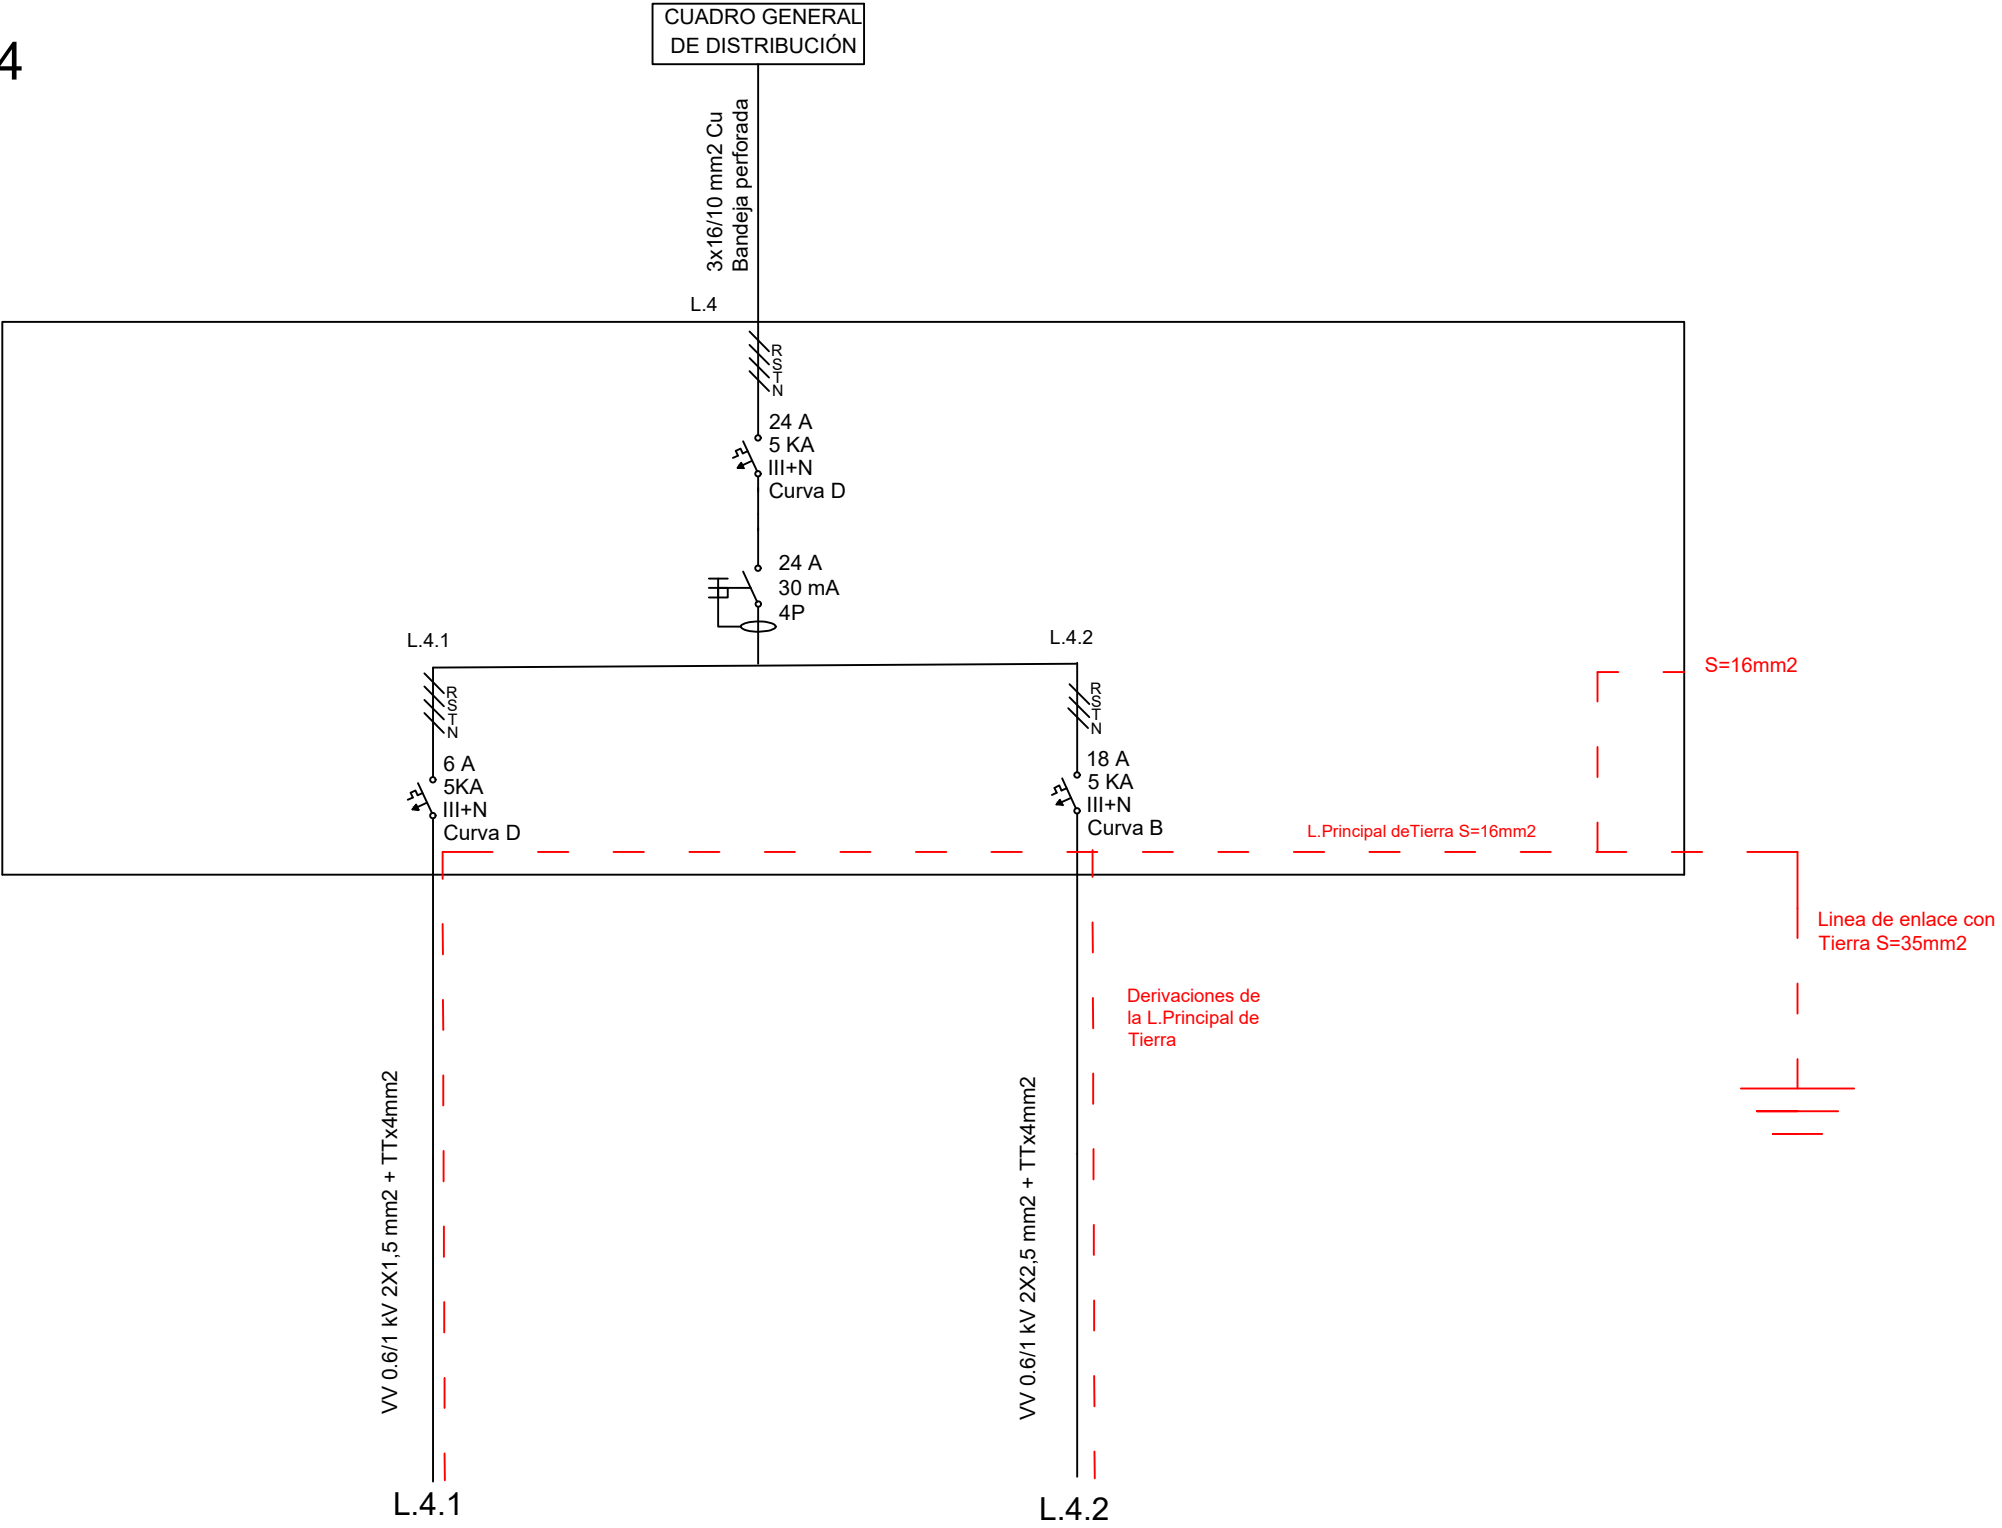 4
CUADRO GENERAL
DE DISTRIBUCIÓN
3x16/10 mm2 Cu
Bandeja perforada
L.4
R
S
T
N
24 A
5 KA
III+N
Curva D
24 A
30 mA
4P
L.4.1
R
S
T
N
6 A
5KA
III+N
Curva D
L.4.2
R
S
T
N
18 A
5 KA
III+N
Curva B
S=16mm2
L.Principal deTierra S=16mm2
Linea de enlace con
Tierra S=35mm2
Derivaciones de
la L.Principal de
Tierra
VV 0.6/1 kV 2X1,5 mm2 + TTx4mm2
VV 0.6/1 kV 2X2,5 mm2 + TTx4mm2
L.4.1
L.4.2